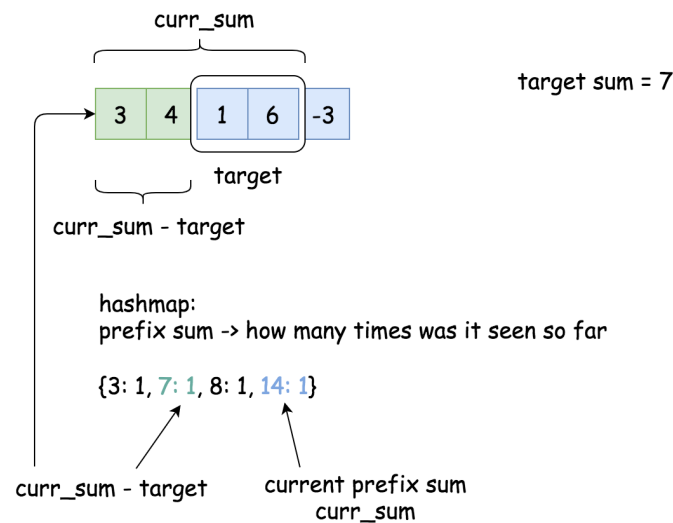 curr_sum
target sum = 7
3 4 1 6 -3
target
curr_sum - target
hashmap:
prefix sum -> how many times was it seen so far
{3: 1, 7: 1, 8: 1, 14: 1}
curr_sum - target
current prefix sum
curr_sum